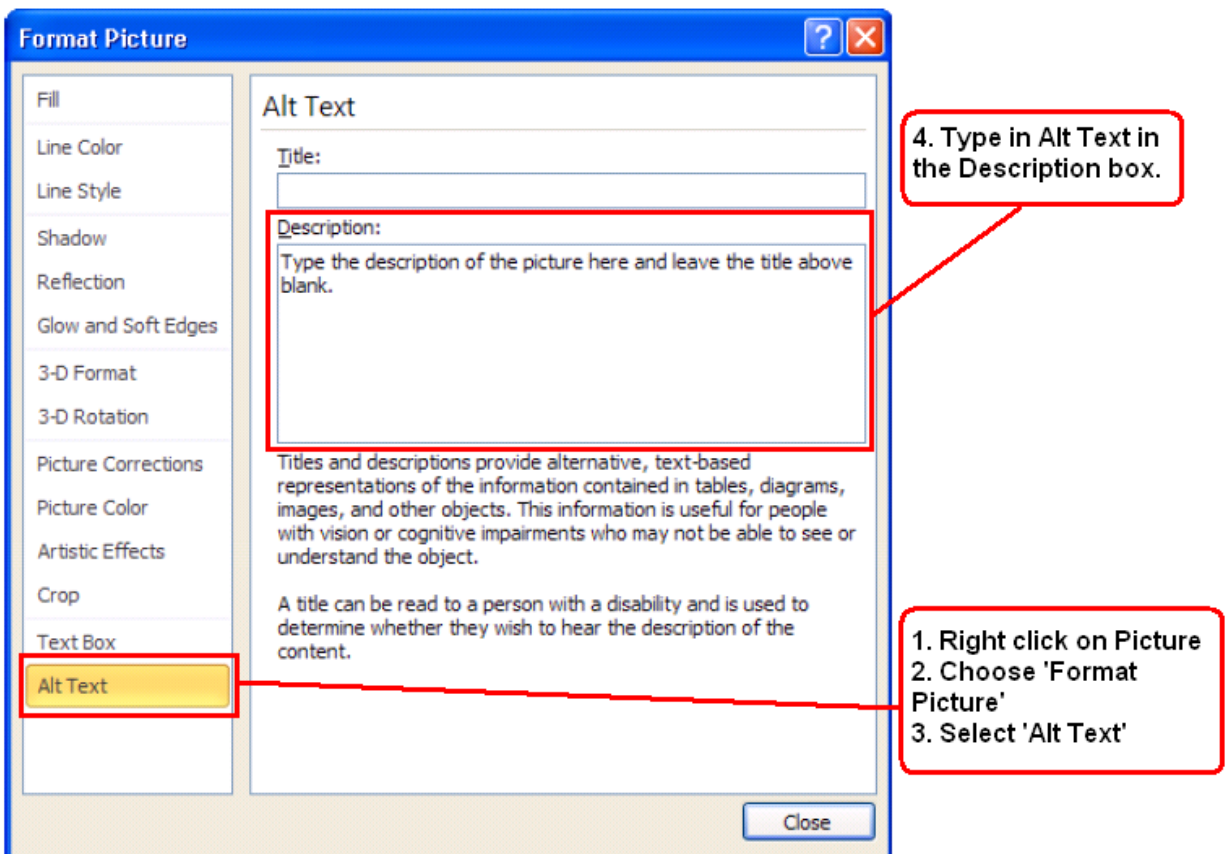 Format Picture
Fill
Line Color
Line Style
Shadow
Reflection
Glow and Soft Edges
3-D Format
3-D Rotation
Picture Corrections
Picture Color
Artistic Effects
Crop
Text Box
Alt Text
Alt Text
Title:
Description:
Type the description of the picture here and leave the title above
blank.
Titles and descriptions provide alternative, text-based
representations of the information contained in tables, diagrams,
images, and other objects. This information is useful for people
with vision or cognitive impairments who may not be able to see or
understand the object.
A title can be read to a person with a disability and is used to
determine whether they wish to hear the description of the
content.
Close
4. Type in Alt Text in
the Description box.
1. Right click on Picture
2. Choose 'Format
Picture'
3. Select 'Alt Text'